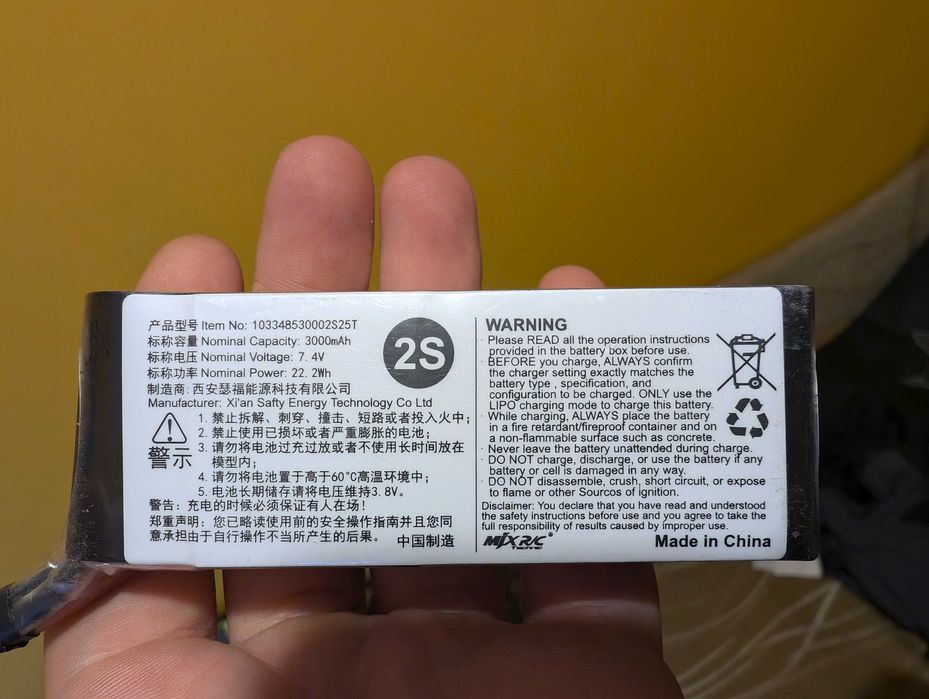 产品型号 Item No: 103348530002S25T
标称容量 Nominal Capacity: 3000mAh
标称电压 Nominal Voltage: 7.4V
标称功率 Nominal Power: 22.2Wh
制造商: 西安瑟福能源科技有限公司
Manufacturer: Xi'an Safty Energy Technology Co Ltd
2S
警示
1. 禁止拆解、刺穿、撞击、短路或者投入火中;
2. 禁止使用已损坏或者严重膨胀的电池;
3. 请勿将电池过充过放或者不使用长时间放在
模型内;
4. 请勿将电池置于高于60°C高温环境中;
5. 电池长期储存请将电压维持3.8V。
警告: 充电的时候必须保证有人在场!
郑重声明: 您已略读使用前的安全操作指南并且您同
意承担由于自行操作不当所产生的后果。
中国制造
WARNING
· Please READ all the operation instructions
provided in the battery box before use.
· BEFORE you charge, ALWAYS confirm
the charger setting exactly matches the
battery type , specification, and
configuration to be charged. ONLY use the
LIPO charging mode to charge this battery.
· While charging, ALWAYS place the battery
in a fire retardant/fireproof container and on
a non-flammable surface such as concrete.
· Never leave the battery unattended during charge.
· DO NOT charge, discharge, or use the battery if any
battery or cell is damaged in any way.
· DO NOT disassemble, crush, short circuit, or expose
to flame or other Sourcos of ignition.
Disclaimer: You declare that you have read and understood
the safety instructions before use and you agree to take the
full responsibility of results caused by improper use.
MJX R/C®
Technic
Made in China